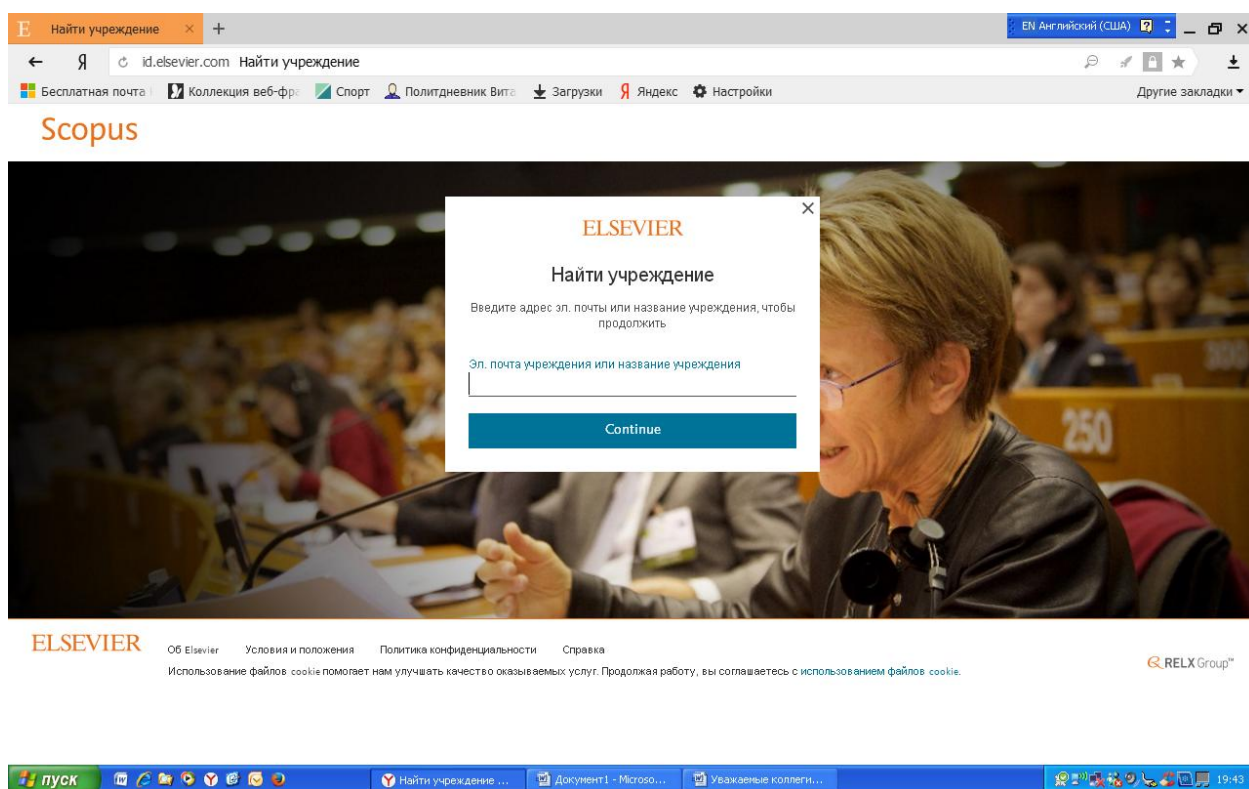 E Найти учреждение × +
EN Английский (США)
Я id.elsevier.com Найти учреждение
Бесплатная почта Коллекция веб-фра Спорт Политдневник Вита Загрузки Я Яндекс Настройки Другие закладки
Scopus
ELSEVIER
Найти учреждение
Введите адрес эл. почты или название учреждения, чтобы
продолжить
Эл. почта учреждения или название учреждения
Continue
250
ELSEVIER Об Elsevier Условия и положения Политика конфиденциальности Справка
Использование файлов cookie помогает нам улучшать качество оказываемых услуг. Продолжая работу, вы соглашаетесь с использованием файлов cookie.
RELX Group™
пуск Найти учреждение ... Документ1 - Microso... Уважаемые коллеги... 19:43